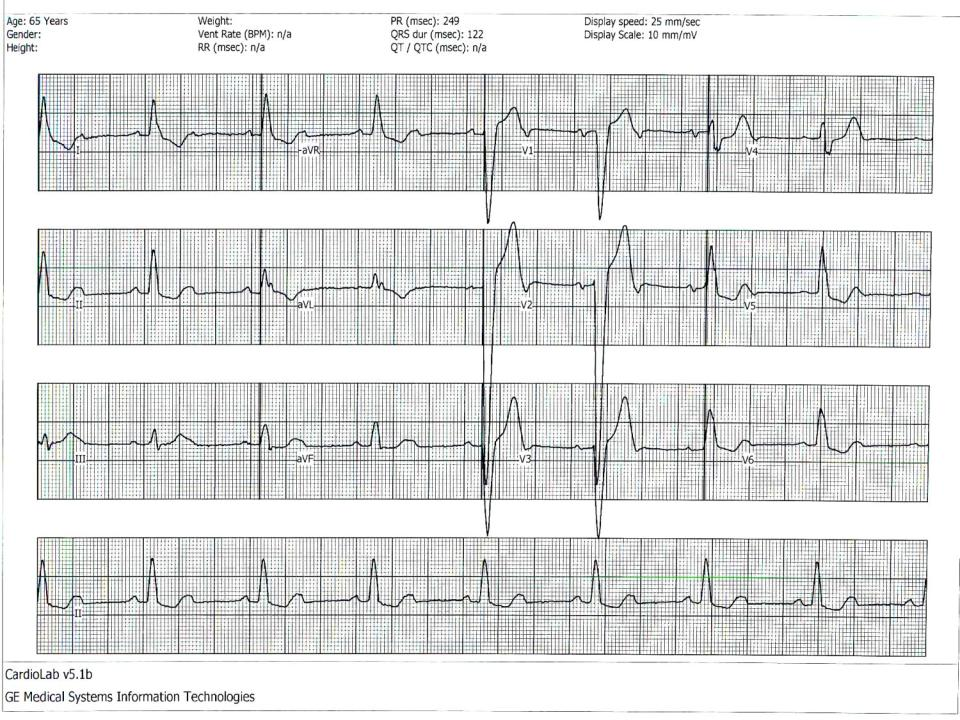 Age: 65 Years
Gender:
Height:
Weight:
Vent Rate (BPM): n/a
RR (msec): n/a
PR (msec): 249
QRS dur (msec): 122
QT / QTC (msec): n/a
Display speed: 25 mm/sec
Display Scale: 10 mm/mV
I
-aVR
V1
V4
II
aVL
V2
V5
III
aVF
V3
V6
II
CardioLab v5.1b
GE Medical Systems Information Technologies